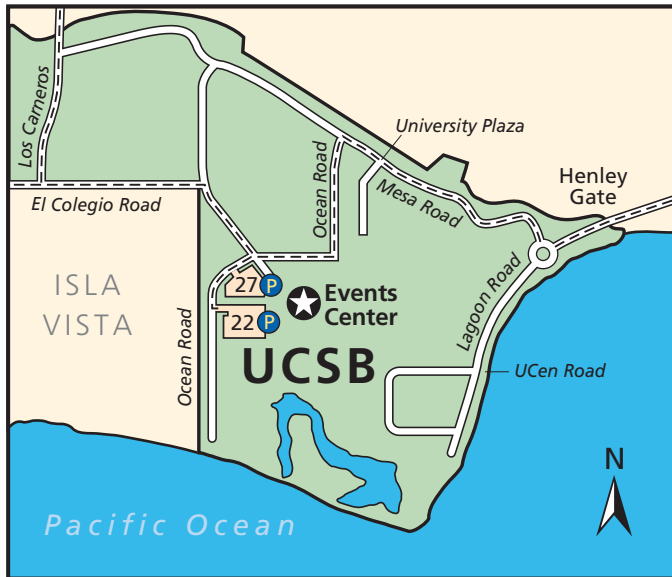 Los Carneros
University Plaza
Ocean Road
Mesa Road
Henley
Gate
El Colegio Road
ISLA
VISTA
Lagoon Road
27 P
Events
Center
22 P
Ocean Road
UCSB
UCen Road
N
Pacific Ocean